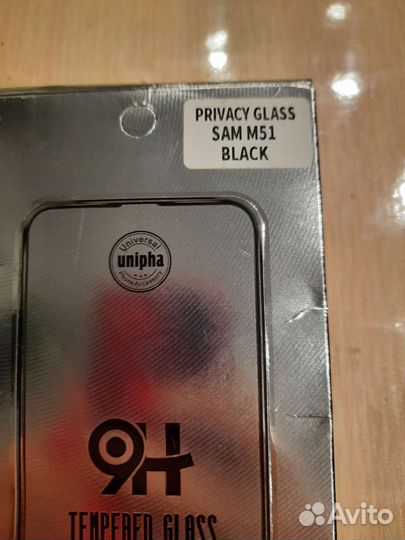 PRIVACY GLASS
SAM M51
BLACK
Universal
unipha
Phone Accessory
9H
TEMPERED GLASS
Avito